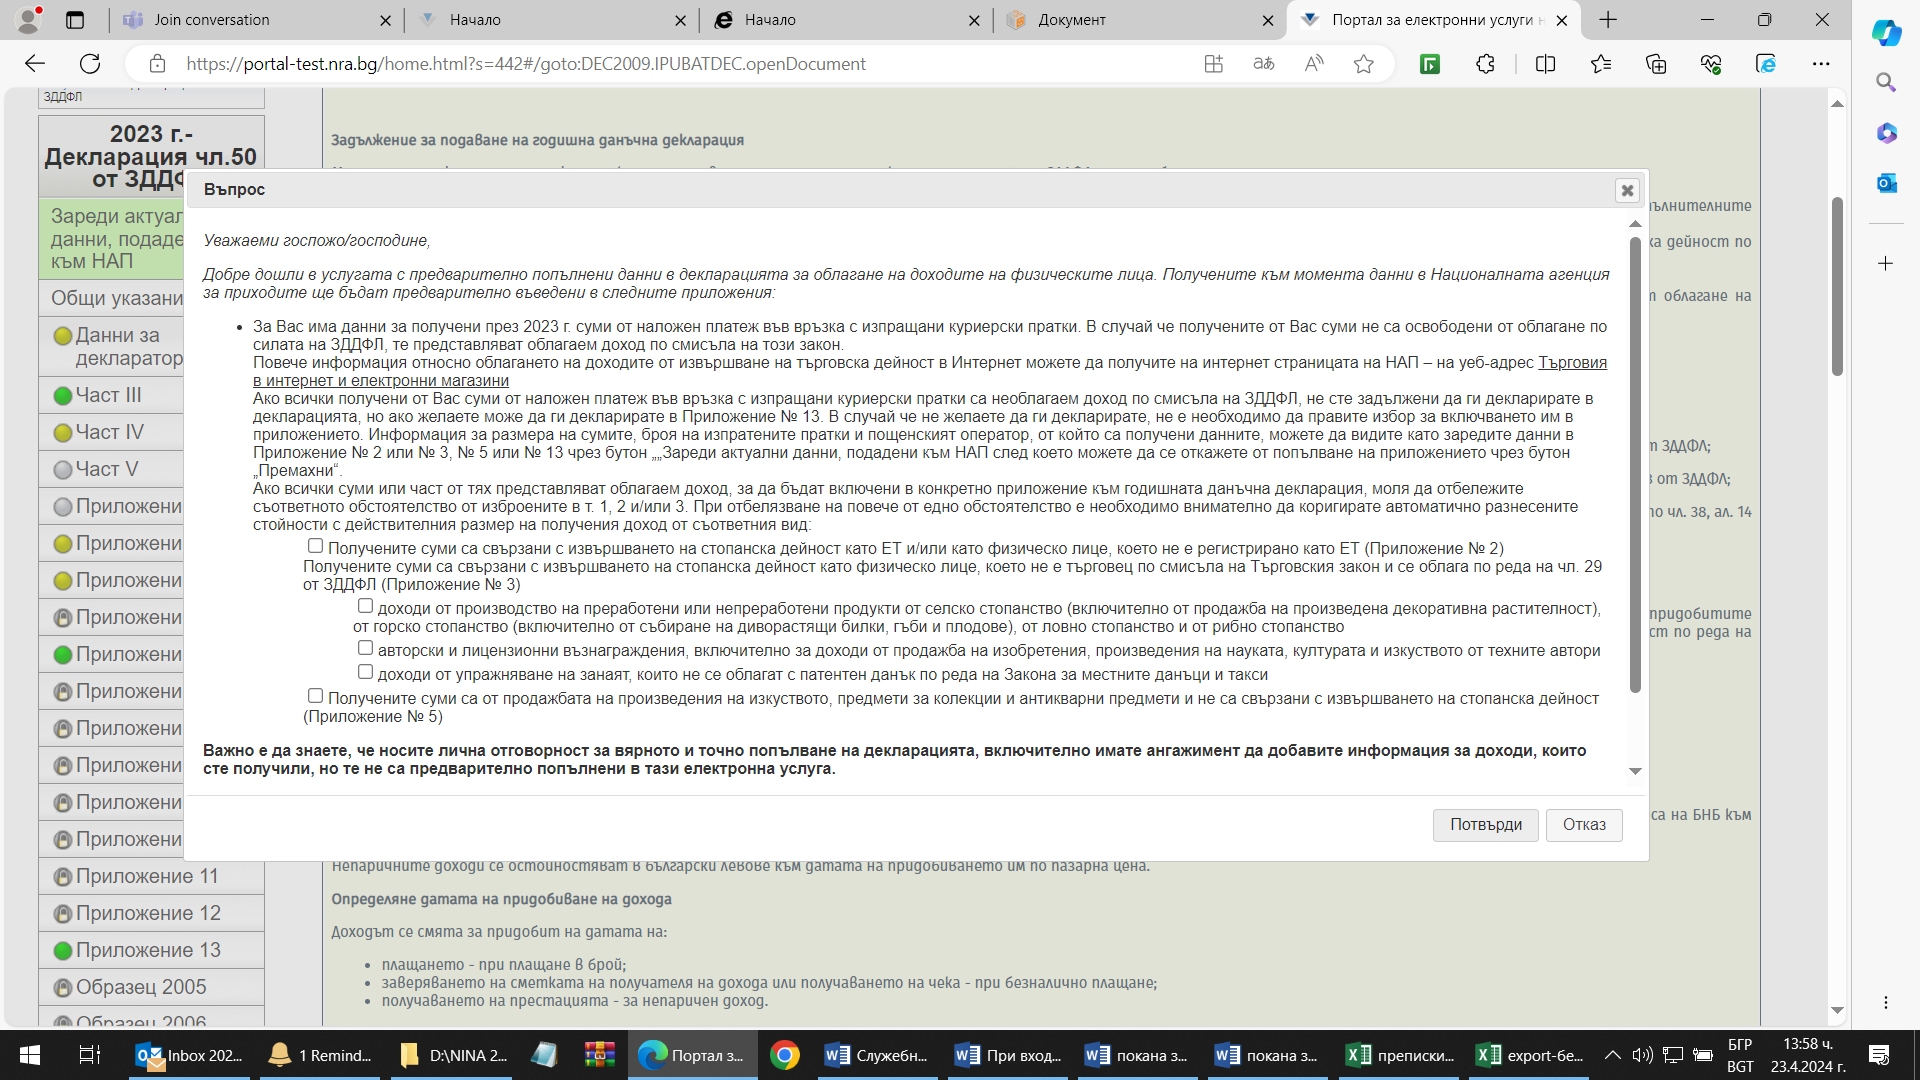 Join conversation
Начало
Начало
Документ
Портал за електронни услуги н
https://portal-test.nra.bg/home.html?s=442#/goto:DEC2009.IPUBATDEC.openDocument
ЗДДФЛ
2023 г.-
Декларация чл.50
от ЗДДФ
Зареди актуал
данни, подаде
към НАП
Общи указани
Данни за
декларатор
Част III
Част IV
Част V
Приложени
Приложени
Приложени
Приложени
Приложени
Приложени
Приложени
Приложени
Приложени
Приложени
Приложение 11
Приложение 12
Приложение 13
Образец 2005
Образец 2006
Задължение за подаване на годишна данъчна декларация
Въпрос
Уважаеми госпожо/господине,
Добре дошли в услугата с предварително попълнени данни в декларацията за облагане на доходите на физическите лица. Получените към момента данни в Националната агенция
за приходите ще бъдат предварително въведени в следните приложения:
• За Вас има данни за получени през 2023 г. суми от наложен платеж във връзка с изпращани куриерски пратки. В случай че получените от Вас суми не са освободени от облагане по
силата на ЗДДФЛ, те представляват облагаем доход по смисъла на този закон.
Повече информация относно облагането на доходите от извършване на търговска дейност в Интернет можете да получите на интернет страницата на НАП – на уеб-адрес Търговия
в интернет и електронни магазини
Ако всички получени от Вас суми от наложен платеж във връзка с изпращани куриерски пратки са необлагаем доход по смисъла на ЗДДФЛ, не сте задължени да ги декларирате в
декларацията, но ако желаете може да ги декларирате в Приложение № 13. В случай че не желаете да ги декларирате, не е необходимо да правите избор за включването им в
приложението. Информация за размера на сумите, броя на изпратените пратки и пощенският оператор, от който са получени данните, можете да видите като заредите данни в
Приложение № 2 или № 3, № 5 или № 13 чрез бутон „„Зареди актуални данни, подадени към НАП след което можете да се откажете от попълване на приложението чрез бутон
„Премахни“.
Ако всички суми или част от тях представляват облагаем доход, за да бъдат включени в конкретно приложение към годишната данъчна декларация, моля да отбележите
съответното обстоятелство от изброените в т. 1, 2 и/или 3. При отбелязване на повече от едно обстоятелство е необходимо внимателно да коригирате автоматично разнесените
стойности с действителния размер на получения доход от съответния вид:
Получените суми са свързани с извършването на стопанска дейност като ЕТ и/или като физическо лице, което не е регистрирано като ЕТ (Приложение № 2)
Получените суми са свързани с извършването на стопанска дейност като физическо лице, което не е търговец по смисъла на Търговския закон и се облага по реда на чл. 29
от ЗДДФЛ (Приложение № 3)
доходи от производство на преработени или непреработени продукти от селско стопанство (включително от продажба на произведена декоративна растителност),
от горско стопанство (включително от събиране на диворастящи билки, гъби и плодове), от ловно стопанство и от рибно стопанство
авторски и лицензионни възнаграждения, включително за доходи от продажба на изобретения, произведения на науката, културата и изкуството от техните автори
доходи от упражняване на занаят, които не се облагат с патентен данък по реда на Закона за местните данъци и такси
Получените суми са от продажбата на произведения на изкуството, предмети за колекции и антикварни предмети и не са свързани с извършването на стопанска дейност
(Приложение № 5)
Важно е да знаете, че носите лична отговорност за вярното и точно попълване на декларацията, включително имате ангажимент да добавите информация за доходи, които
сте получили, но те не са предварително попълнени в тази електронна услуга.
Потвърди
Отказ
ълнителните
ка дейност по
облагане на
ЗДДФЛ;
от ЗДДФЛ;
о чл. 38, ал. 14
придобитите
ст по реда на
са на БНБ към
Непаричните доходи се остойностяват в български левове към датата на придобиването им по пазарна цена.
Определяне датата на придобиване на дохода
Доходът се смята за придобит на датата на:
• плащането - при плащане в брой;
• заверяването на сметката на получателя на дохода или получаването на чека - при безналично плащане;
• получаването на престацията - за непаричен доход.
Inbox 202...
1 Remind...
D:\NINA 2...
Портал з...
Служебн...
При вход...
покана з...
покана з...
преписки...
export-бе...
БГР
BGT
13:58 ч.
23.4.2024 г.